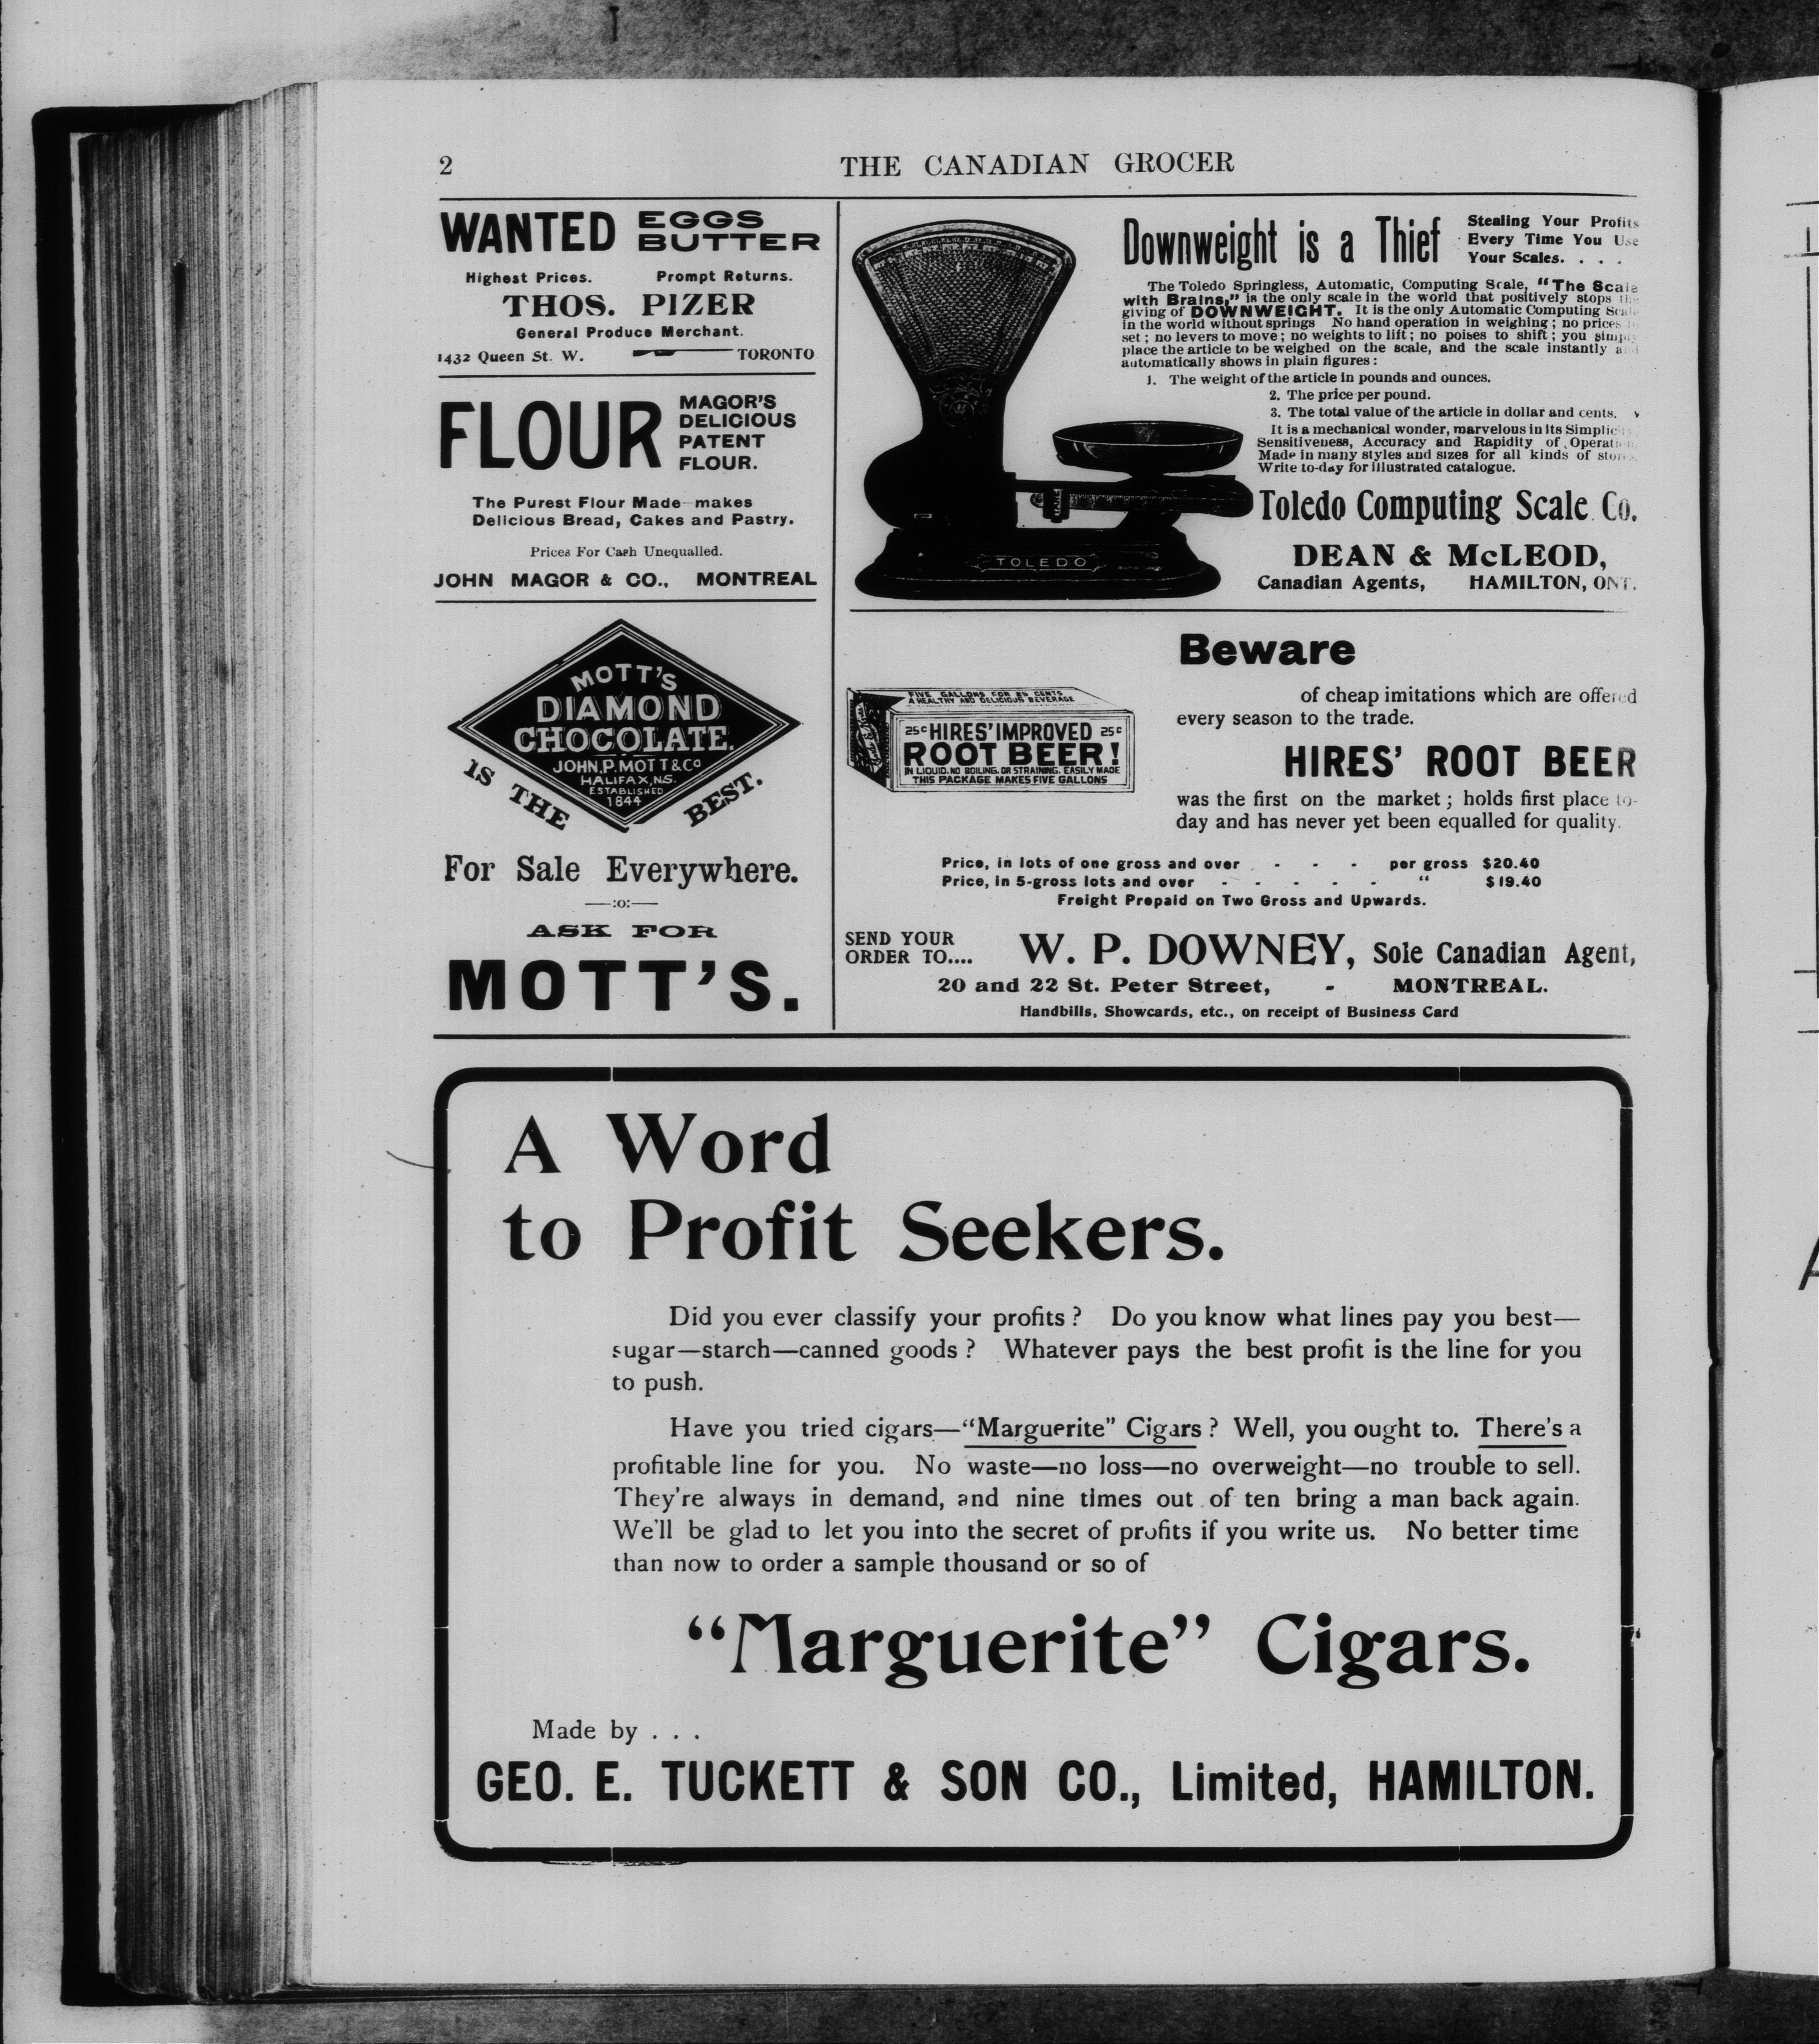 2
THE CANADIAN GROCER
WANTED EGGS
BUTTER
Highest Prices. Prompt Returns.
THOS. PIZER
General Produce Merchant.
1432 Queen St. W. TORONTO
FLOUR
MAGOR'S
DELICIOUS
PATENT
FLOUR.
The Purest Flour Made—makes
Delicious Bread, Cakes and Pastry.
Prices For Cash Unequalled.
JOHN MAGOR & CO., MONTREAL
MOTT'S
DIAMOND
CHOCOLATE.
JOHN.P.MOTT&Co
HALIFAX,N.S.
ESTABLISHED
1844
IS THE BEST.
For Sale Everywhere.
—:o:—
ASK FOR
MOTT'S.
Downweight is a Thief
Stealing Your Profits
Every Time You Use
Your Scales. . . .
The Toledo Springless, Automatic, Computing Scale, "The Scale
with Brains," is the only scale in the world that positively stops the
giving of DOWNWEIGHT. It is the only Automatic Computing Scale
in the world without springs No hand operation in weighing; no prices to
set; no levers to move; no weights to lift; no poises to shift; you simply
place the article to be weighed on the scale, and the scale instantly and
automatically shows in plain figures:
1. The weight of the article in pounds and ounces.
2. The price per pound.
3. The total value of the article in dollar and cents.
It is a mechanical wonder, marvelous in its Simplicity
Sensitiveness, Accuracy and Rapidity of Operation.
Made in many styles and sizes for all kinds of stores.
Write to-day for illustrated catalogue.
TOLEDO
Toledo Computing Scale Co.
DEAN & McLEOD,
Canadian Agents, HAMILTON, ONT.
Beware
of cheap imitations which are offered
every season to the trade.
FIVE GALLONS FOR 25 CENTS
A HEALTHY AND DELICIOUS BEVERAGE
25c HIRES' IMPROVED 25c
ROOT BEER!
IN LIQUID. NO BOILING. OR STRAINING. EASILY MADE
THIS PACKAGE MAKES FIVE GALLONS
HIRES' ROOT BEER
was the first on the market; holds first place to-
day and has never yet been equalled for quality.
Price, in lots of one gross and over - - - per gross $20.40
Price, in 5-gross lots and over - - - - - " $19.40
Freight Prepaid on Two Gross and Upwards.
SEND YOUR
ORDER TO....
W. P. DOWNEY, Sole Canadian Agent,
20 and 22 St. Peter Street, - MONTREAL.
Handbills, Showcards, etc., on receipt of Business Card
A Word
to Profit Seekers.
Did you ever classify your profits? Do you know what lines pay you best—
sugar—starch—canned goods? Whatever pays the best profit is the line for you
to push.
Have you tried cigars—"Marguerite" Cigars? Well, you ought to. There's a
profitable line for you. No waste—no loss—no overweight—no trouble to sell.
They're always in demand, and nine times out of ten bring a man back again.
We'll be glad to let you into the secret of profits if you write us. No better time
than now to order a sample thousand or so of
"Marguerite" Cigars.
Made by . . .
GEO. E. TUCKETT & SON CO., Limited, HAMILTON.